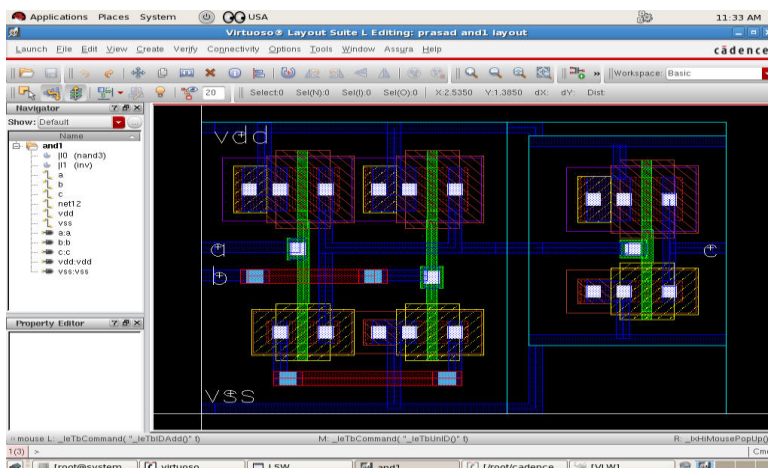 Applications Places System USA 11:33 AM
Virtuoso® Layout Suite L Editing: prasad and1 layout
Launch File Edit View Create Verify Connectivity Options Tools Window Assura Help cādence
Workspace: Basic
20 Select:0 Sel(N):0 Sel(I):0 Sel(O):0 X:2.5350 Y:1.3850 dX: dY: Dist:
Navigator
Show: Default
Name
and1
|I0 (nand3)
|I1 (inv)
a
b
c
net12
vdd
vss
a:a
b:b
c:c
vdd:vdd
vss:vss
Property Editor
vdd
a
b
c
vss
mouse L: _leTbCommand( "_leTblDAdd()" t) M: _leTbCommand( "_leTbUniD()" t) R: _lxHiMousePopUp()
1(3) >
[root@system virtuoso LSW and1 [/root/cadence [VLW]